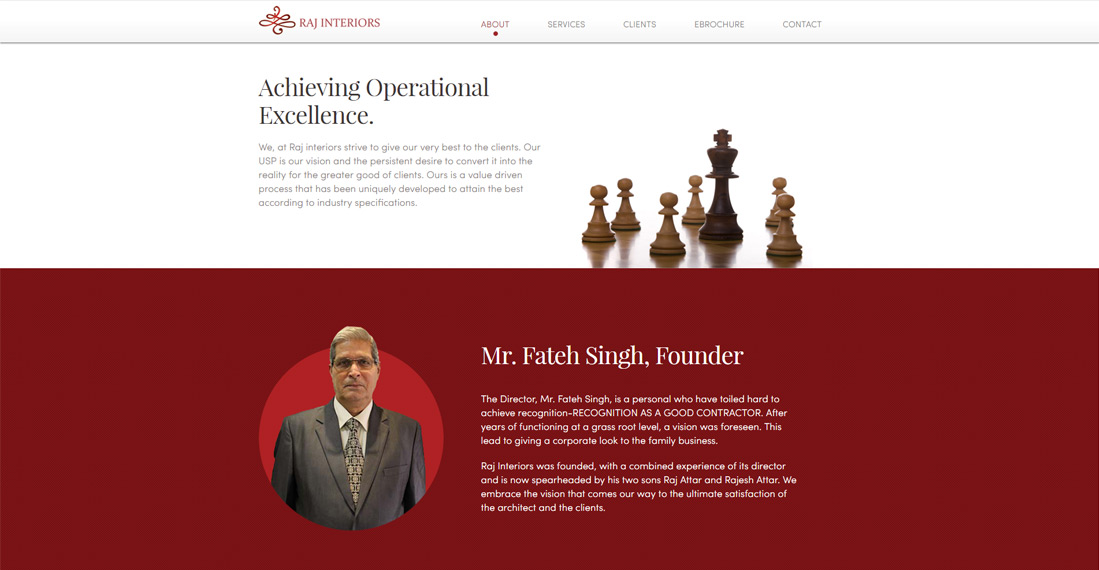 RAJ INTERIORS
ABOUT
SERVICES
CLIENTS
EBROCHURE
CONTACT
Achieving Operational
Excellence.
We, at Raj interiors strive to give our very best to the clients. Our
USP is our vision and the persistent desire to convert it into the
reality for the greater good of clients. Ours is a value driven
process that has been uniquely developed to attain the best
according to industry specifications.
Mr. Fateh Singh, Founder
The Director, Mr. Fateh Singh, is a personal who have toiled hard to
achieve recognition-RECOGNITION AS A GOOD CONTRACTOR. After
years of functioning at a grass root level, a vision was foreseen. This
lead to giving a corporate look to the family business.
Raj Interiors was founded, with a combined experience of its director
and is now spearheaded by his two sons Raj Attar and Rajesh Attar. We
embrace the vision that comes our way to the ultimate satisfaction of
the architect and the clients.